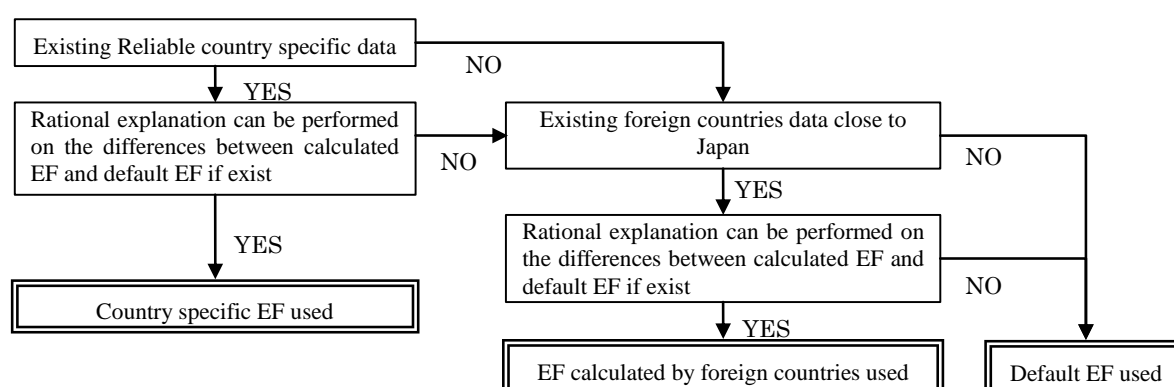 Existing Reliable country specific data
NO
YES
Rational explanation can be performed
on the differences between calculated
EF and default EF if exist
NO
Existing foreign countries data close to
Japan
NO
YES
YES
Rational explanation can be performed on
the differences between calculated EF and
default EF if exist
NO
Country specific EF used
YES
EF calculated by foreign countries used
Default EF used